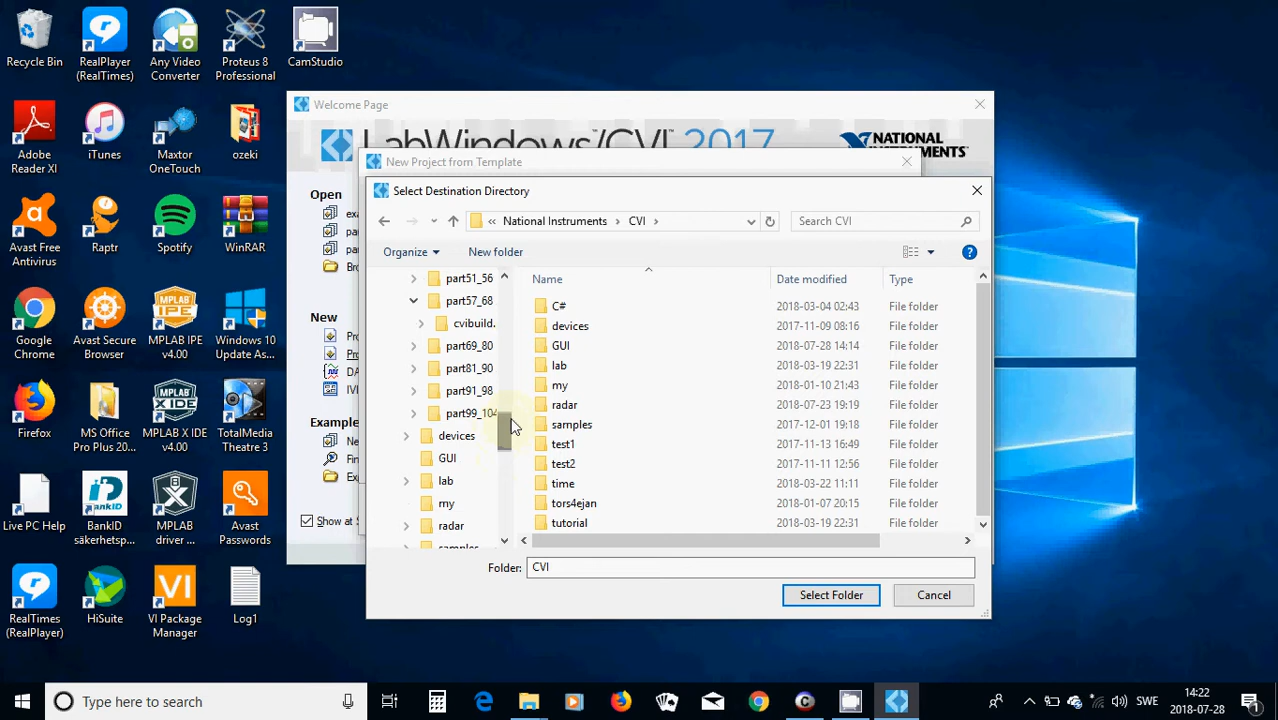 Recycle Bin
RealPlayer
(RealTimes)
Any Video
Converter
Proteus 8
Professional
CamStudio
Adobe
Reader XI
iTunes
Maxtor
OneTouch
ozeki
Avast Free
Antivirus
Raptr
Spotify
WinRAR
Google
Chrome
Avast Secure
Browser
MPLAB IPE
v4.00
Windows 10
Update As...
Firefox
MS Office
Pro Plus 20...
MPLAB X IDE
v4.00
TotalMedia
Theatre 3
Live PC Help
BankID
säkerhetsp...
MPLAB
driver ...
Avast
Passwords
RealTimes
(RealPlayer)
HiSuite
VI Package
Manager
Log1
Welcome Page
LabWindows™/CVI™ 2017
NATIONAL
INSTRUMENTS
Open
New
Show at S
New Project from Template
Select Destination Directory
« National Instruments › CVI ›
Search CVI
Organize
New folder
part51_56
part57_68
cvibuild.
part69_80
part81_90
part91_98
part99_104
devices
GUI
lab
my
radar
samples
Name Date modified Type
C# 2018-03-04 02:43 File folder
devices 2017-11-09 08:16 File folder
GUI 2018-07-28 14:14 File folder
lab 2018-03-19 22:31 File folder
my 2018-01-10 21:43 File folder
radar 2018-07-23 19:19 File folder
samples 2017-12-01 19:18 File folder
test1 2017-11-13 16:49 File folder
test2 2017-11-11 12:56 File folder
time 2018-03-22 11:11 File folder
tors4ejan 2018-01-07 20:15 File folder
tutorial 2018-03-19 22:31 File folder
Folder: CVI
Select Folder
Cancel
Type here to search
SWE
14:22
2018-07-28